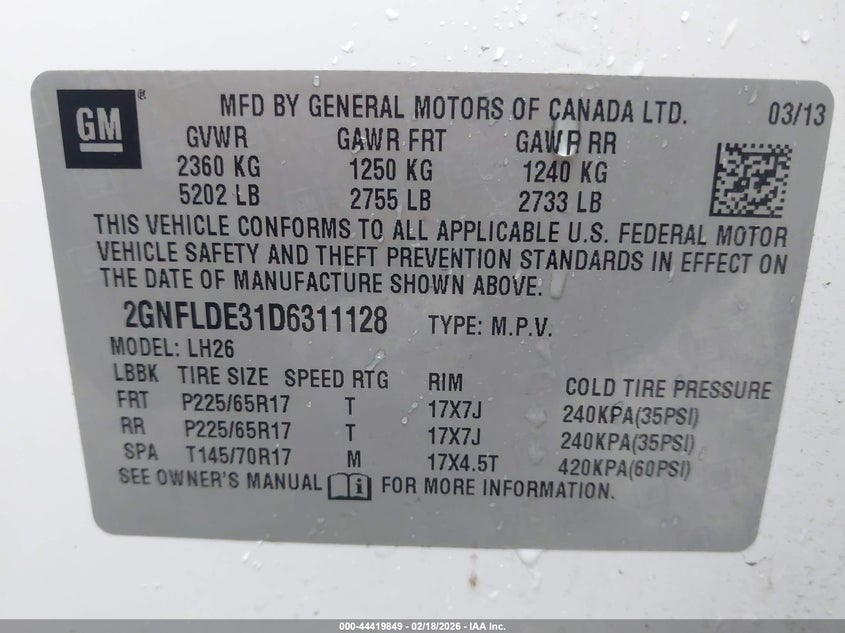 GM ®
MFD BY GENERAL MOTORS OF CANADA LTD. 03/13
GVWR GAWR FRT GAWR RR
2360 KG 1250 KG 1240 KG
5202 LB 2755 LB 2733 LB
THIS VEHICLE CONFORMS TO ALL APPLICABLE U.S. FEDERAL MOTOR
VEHICLE SAFETY AND THEFT PREVENTION STANDARDS IN EFFECT ON
THE DATE OF MANUFACTURE SHOWN ABOVE.
2GNFLDE31D6311128 TYPE: M.P.V.
MODEL: LH26
LBBK TIRE SIZE SPEED RTG RIM COLD TIRE PRESSURE
FRT P225/65R17 T 17X7J 240KPA(35PSI)
RR P225/65R17 T 17X7J 240KPA(35PSI)
SPA T145/70R17 M 17X4.5T 420KPA(60PSI)
SEE OWNER'S MANUAL i FOR MORE INFORMATION.
000-44419849 - 02/18/2026 - IAA Inc.